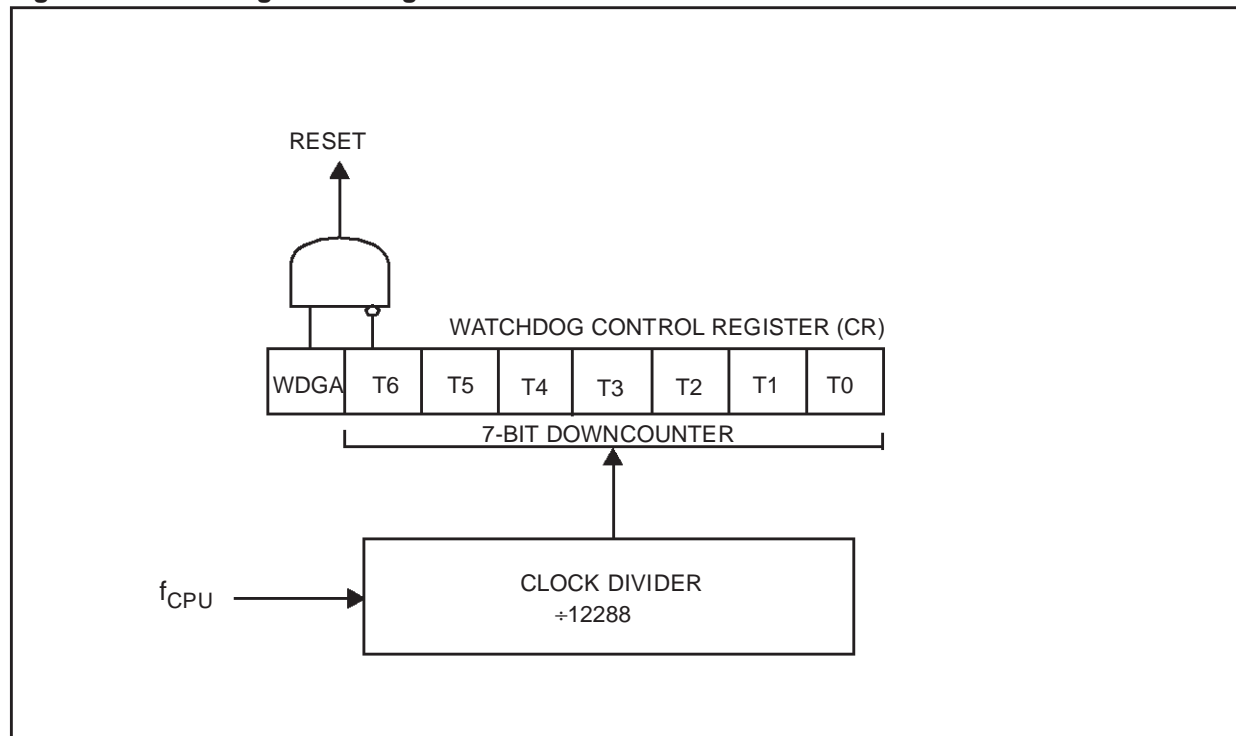 RESET
WATCHDOG CONTROL REGISTER (CR)
WDGA T6 T5 T4 T3 T2 T1 T0
7-BIT DOWNCOUNTER
fCPU
CLOCK DIVIDER
÷12288